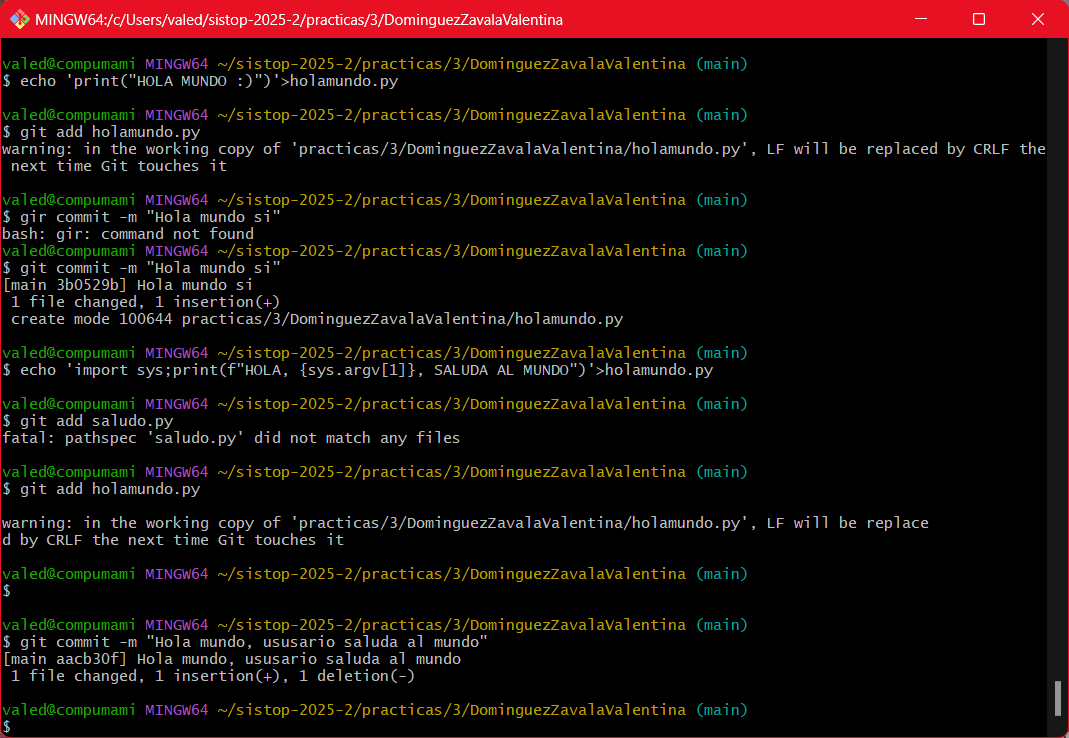 MINGW64:/c/Users/valed/sistop-2025-2/practicas/3/DominguezZavalaValentina
valed@compumami MINGW64 ~/sistop-2025-2/practicas/3/DominguezZavalaValentina (main)
$ echo 'print("HOLA MUNDO :)")'>holamundo.py
valed@compumami MINGW64 ~/sistop-2025-2/practicas/3/DominguezZavalaValentina (main)
$ git add holamundo.py
warning: in the working copy of 'practicas/3/DominguezZavalaValentina/holamundo.py', LF will be replaced by CRLF the
 next time Git touches it
valed@compumami MINGW64 ~/sistop-2025-2/practicas/3/DominguezZavalaValentina (main)
$ gir commit -m "Hola mundo si"
bash: gir: command not found
valed@compumami MINGW64 ~/sistop-2025-2/practicas/3/DominguezZavalaValentina (main)
$ git commit -m "Hola mundo si"
[main 3b0529b] Hola mundo si
 1 file changed, 1 insertion(+)
 create mode 100644 practicas/3/DominguezZavalaValentina/holamundo.py
valed@compumami MINGW64 ~/sistop-2025-2/practicas/3/DominguezZavalaValentina (main)
$ echo 'import sys;print(f"HOLA, {sys.argv[1]}, SALUDA AL MUNDO")'>holamundo.py
valed@compumami MINGW64 ~/sistop-2025-2/practicas/3/DominguezZavalaValentina (main)
$ git add saludo.py
fatal: pathspec 'saludo.py' did not match any files
valed@compumami MINGW64 ~/sistop-2025-2/practicas/3/DominguezZavalaValentina (main)
$ git add holamundo.py
warning: in the working copy of 'practicas/3/DominguezZavalaValentina/holamundo.py', LF will be replace
d by CRLF the next time Git touches it
valed@compumami MINGW64 ~/sistop-2025-2/practicas/3/DominguezZavalaValentina (main)
$
valed@compumami MINGW64 ~/sistop-2025-2/practicas/3/DominguezZavalaValentina (main)
$ git commit -m "Hola mundo, ususario saluda al mundo"
[main aacb30f] Hola mundo, ususario saluda al mundo
 1 file changed, 1 insertion(+), 1 deletion(-)
valed@compumami MINGW64 ~/sistop-2025-2/practicas/3/DominguezZavalaValentina (main)
$